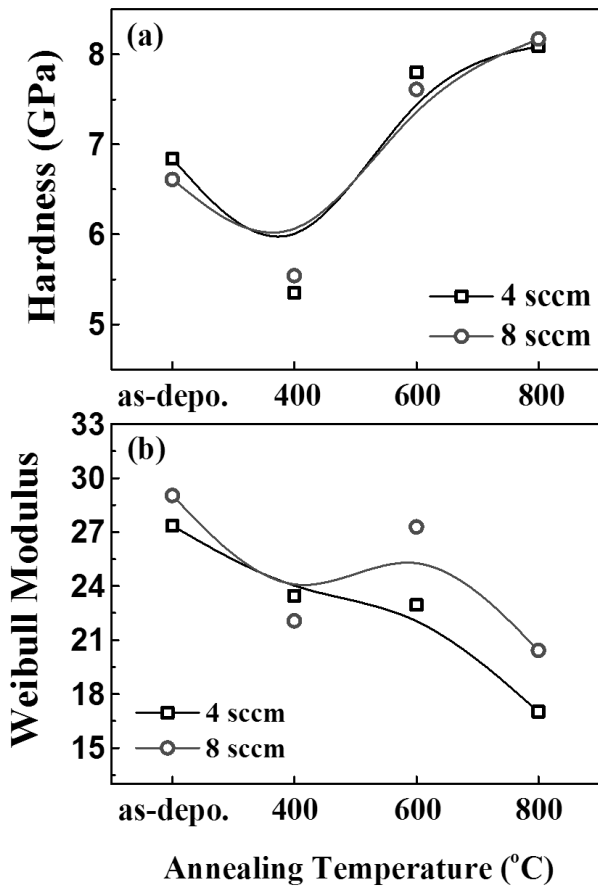 (a)
Hardness (GPa)
8
7
6
5
4 sccm
8 sccm
as-depo. 400 600 800
(b)
Weibull Modulus
33
30
27
24
21
18
15
4 sccm
8 sccm
as-depo. 400 600 800
Annealing Temperature (°C)